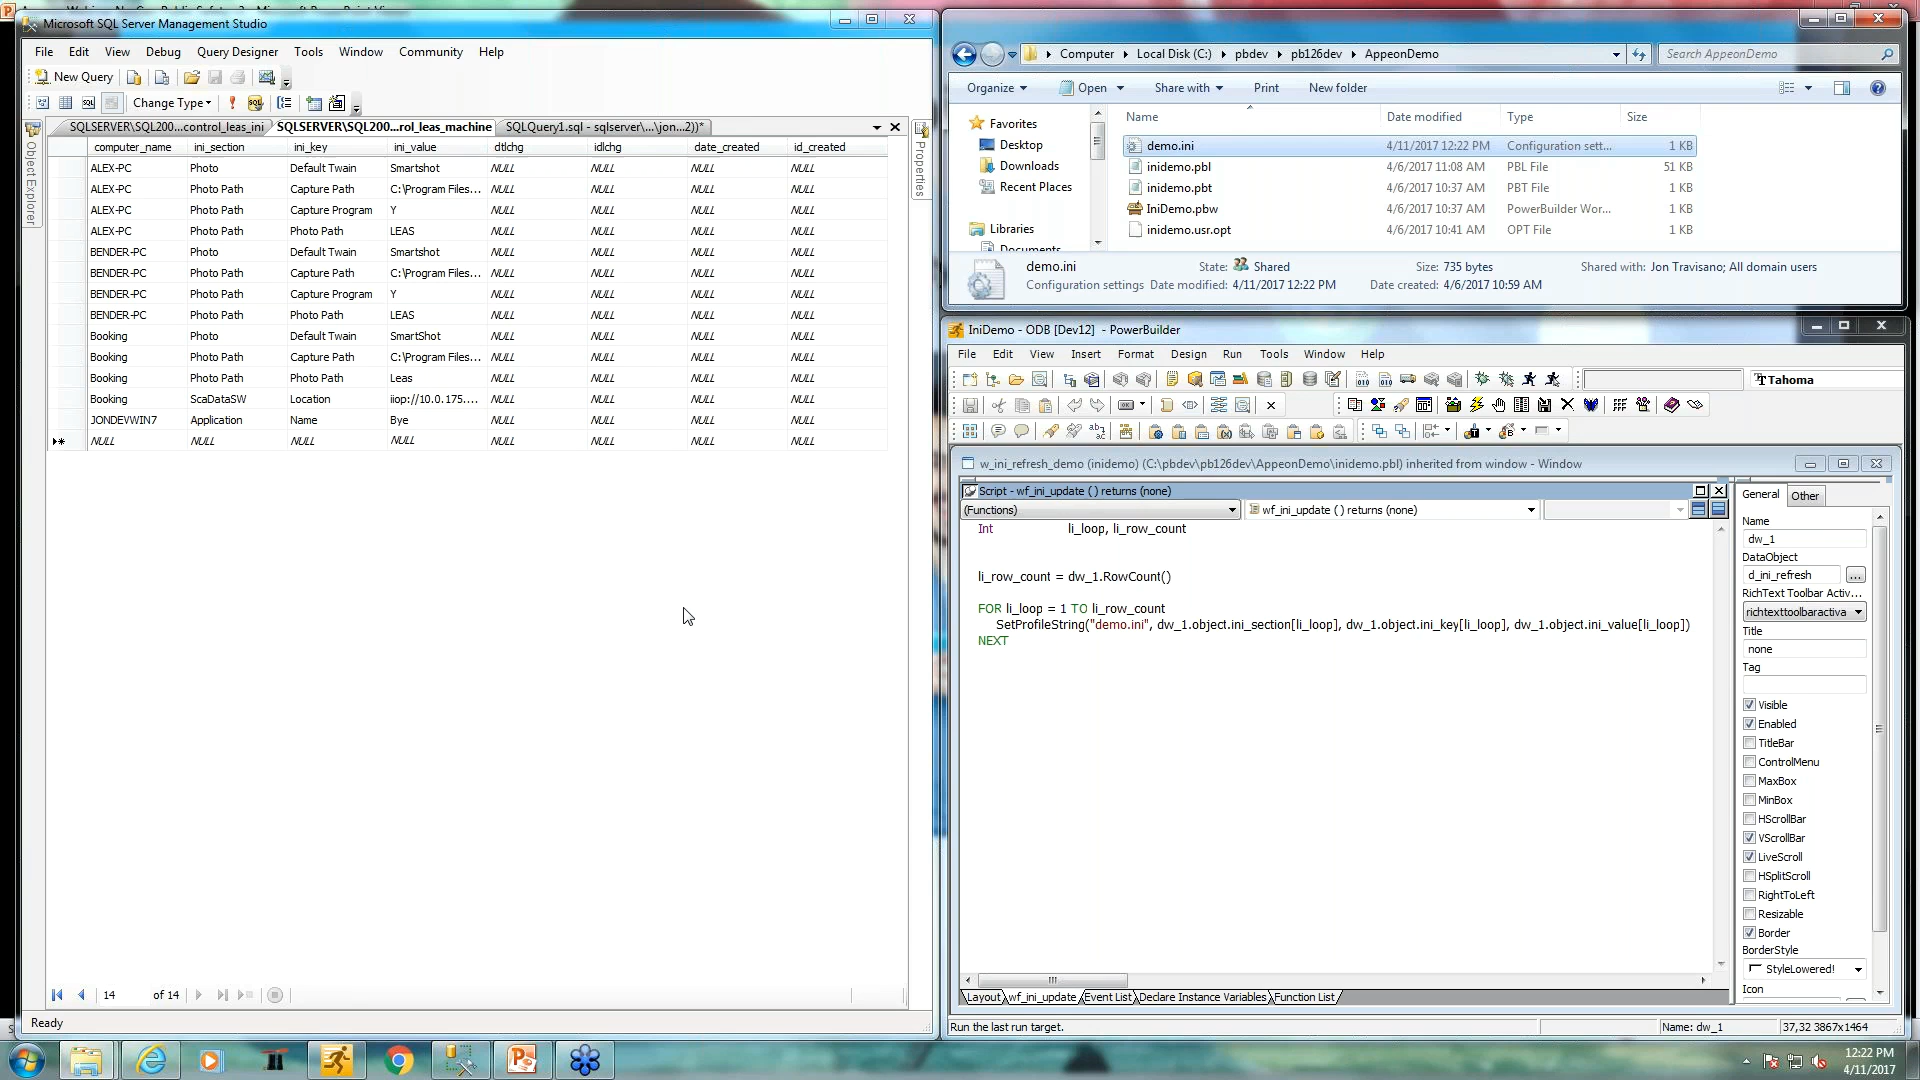 Microsoft SQL Server Management Studio
File Edit View Debug Query Designer Tools Window Community Help
New Query
Change Type
SQLSERVER\SQL200...control_leas_ini SQLSERVER\SQL200...rol_leas_machine SQLQuery1.sql - sqlserver\...\jon...2))*
Object Explorer
Properties
computer_name ini_section ini_key ini_value dtlchg idlchg date_created id_created
ALEX-PC Photo Default Twain Smartshot NULL NULL NULL NULL
ALEX-PC Photo Path Capture Path C:\Program Files... NULL NULL NULL NULL
ALEX-PC Photo Path Capture Program Y NULL NULL NULL NULL
ALEX-PC Photo Path Photo Path LEAS NULL NULL NULL NULL
BENDER-PC Photo Default Twain Smartshot NULL NULL NULL NULL
BENDER-PC Photo Path Capture Path C:\Program Files... NULL NULL NULL NULL
BENDER-PC Photo Path Capture Program Y NULL NULL NULL NULL
BENDER-PC Photo Path Photo Path LEAS NULL NULL NULL NULL
Booking Photo Default Twain SmartShot NULL NULL NULL NULL
Booking Photo Path Capture Path C:\Program Files... NULL NULL NULL NULL
Booking Photo Path Photo Path Leas NULL NULL NULL NULL
Booking ScaDataSW Location iiop://10.0.175.... NULL NULL NULL NULL
JONDEVWIN7 Application Name Bye NULL NULL NULL NULL
NULL NULL NULL NULL NULL NULL NULL NULL
14 of 14
Ready
Computer Local Disk (C:) pbdev pb126dev AppeonDemo
Search AppeonDemo
Organize Open Share with Print New folder
Favorites
Desktop
Downloads
Recent Places
Libraries
Documents
Name Date modified Type Size
demo.ini 4/11/2017 12:22 PM Configuration sett... 1 KB
inidemo.pbl 4/6/2017 11:08 AM PBL File 51 KB
inidemo.pbt 4/6/2017 10:37 AM PBT File 1 KB
IniDemo.pbw 4/6/2017 10:37 AM PowerBuilder Wor... 1 KB
inidemo.usr.opt 4/6/2017 10:41 AM OPT File 1 KB
demo.ini State: Shared Size: 735 bytes Shared with: Jon Travisano; All domain users
Configuration settings Date modified: 4/11/2017 12:22 PM Date created: 4/6/2017 10:59 AM
IniDemo - ODB [Dev12] - PowerBuilder
File Edit View Insert Format Design Run Tools Window Help
Tahoma
w_ini_refresh_demo (inidemo) (C:\pbdev\pb126dev\AppeonDemo\inidemo.pbl) inherited from window - Window
Script - wf_ini_update ( ) returns (none)
(Functions) wf_ini_update ( ) returns (none)
Int li_loop, li_row_count
li_row_count = dw_1.RowCount()
FOR li_loop = 1 TO li_row_count
SetProfileString("demo.ini", dw_1.object.ini_section[li_loop], dw_1.object.ini_key[li_loop], dw_1.object.ini_value[li_loop])
NEXT
Layout wf_ini_update Event List Declare Instance Variables Function List
General Other
Name
dw_1
DataObject
d_ini_refresh ...
RichText Toolbar Activ...
richtexttoolbaractiva
Title
none
Tag
Visible
Enabled
TitleBar
ControlMenu
MaxBox
MinBox
HScrollBar
VScrollBar
LiveScroll
HSplitScroll
RightToLeft
Resizable
Border
BorderStyle
StyleLowered!
Icon
Run the last run target. Name: dw_1 37,32 3867x1464
12:22 PM
4/11/2017